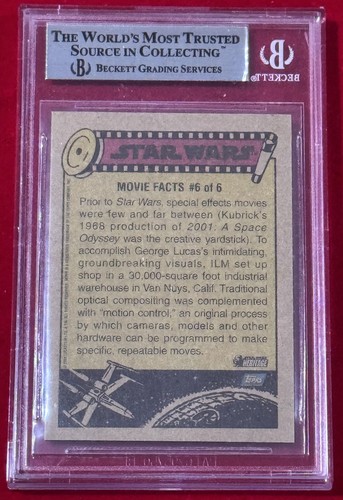 THE WORLD'S MOST TRUSTED
SOURCE IN COLLECTING™
BECKETT GRADING SERVICES
BECKETT
STAR WARS
MOVIE FACTS #6 of 6
Prior to Star Wars, special effects movies
were few and far between (Kubrick's
1968 production of 2001: A Space
Odyssey was the creative yardstick). To
accomplish George Lucas's intimidating,
groundbreaking visuals, ILM set up
shop in a 30,000-square foot industrial
warehouse in Van Nuys, Calif. Traditional
optical compositing was complemented
with "motion control," an original process
by which cameras, models and other
hardware can be programmed to make
specific, repeatable moves.
HERITAGE
Topps